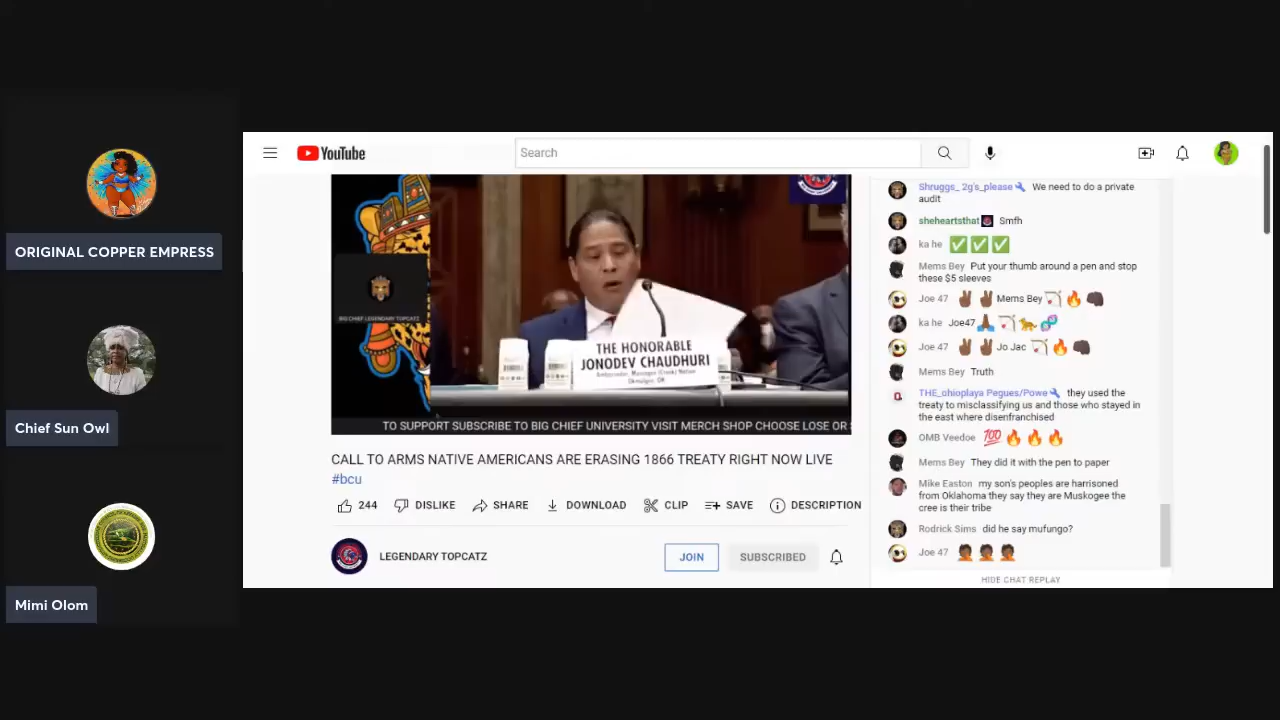 ORIGINAL COPPER EMPRESS
Chief Sun Owl
Mimi Olom
YouTube
Search
BIG CHIEF LEGENDARY TOPCATZ
THE HONORABLE
JONODEV CHAUDHURI
Ambassador, Muscogee (Creek) Nation
Okmulgee, OK
TO SUPPORT SUBSCRIBE TO BIG CHIEF UNIVERSITY VISIT MERCH SHOP CHOOSE LOSE OR
CALL TO ARMS NATIVE AMERICANS ARE ERASING 1866 TREATY RIGHT NOW LIVE
#bcu
244 DISLIKE SHARE DOWNLOAD CLIP SAVE DESCRIPTION
LEGENDARY TOPCATZ
JOIN SUBSCRIBED
Shruggs_ 2g's_please We need to do a private
audit
sheheartsthat Smfh
ka he ✅✅✅
Mems Bey Put your thumb around a pen and stop
these $5 sleeves
Joe 47 ✌🏾✌🏾 Mems Bey 🏹🔥
ka he Joe47 🙏🏾🏹🐆🧬
Joe 47 ✌🏾✌🏾 Jo Jac 🏹🔥
Mems Bey Truth
THE_ohioplaya Pegues/Powe they used the
treaty to misclassifying us and those who stayed in
the east where disenfranchised
OMB Veedoe 💯🔥🔥🔥
Mems Bey They did it with the pen to paper
Mike Easton my son's peoples are harrisoned
from Oklahoma they say they are Muskogee the
cree is their tribe
Rodrick Sims did he say mufungo?
Joe 47
HIDE CHAT REPLAY